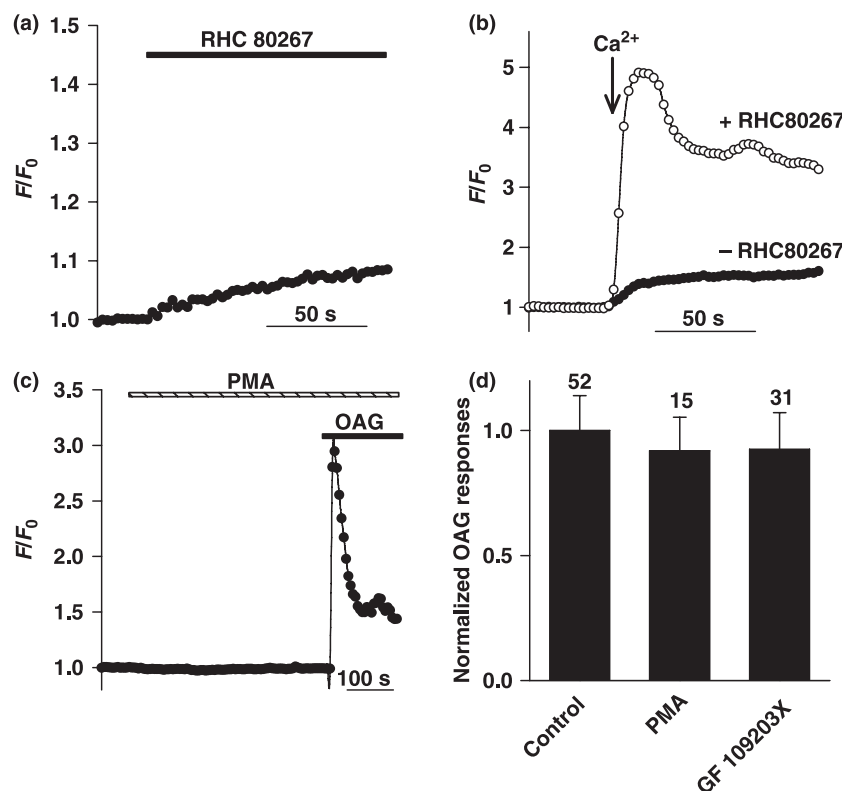 (a)
1.5
1.4
1.3
1.2
1.1
1.0
F/F0
RHC 80267
50 s
(b)
5
4
3
2
1
F/F0
Ca2+
+ RHC80267
– RHC80267
50 s
(c)
3.5
3.0
2.5
2.0
1.5
1.0
F/F0
PMA
OAG
100 s
(d)
1.0
0.5
0.0
Normalized OAG responses
52
15
31
Control
PMA
GF 109203X